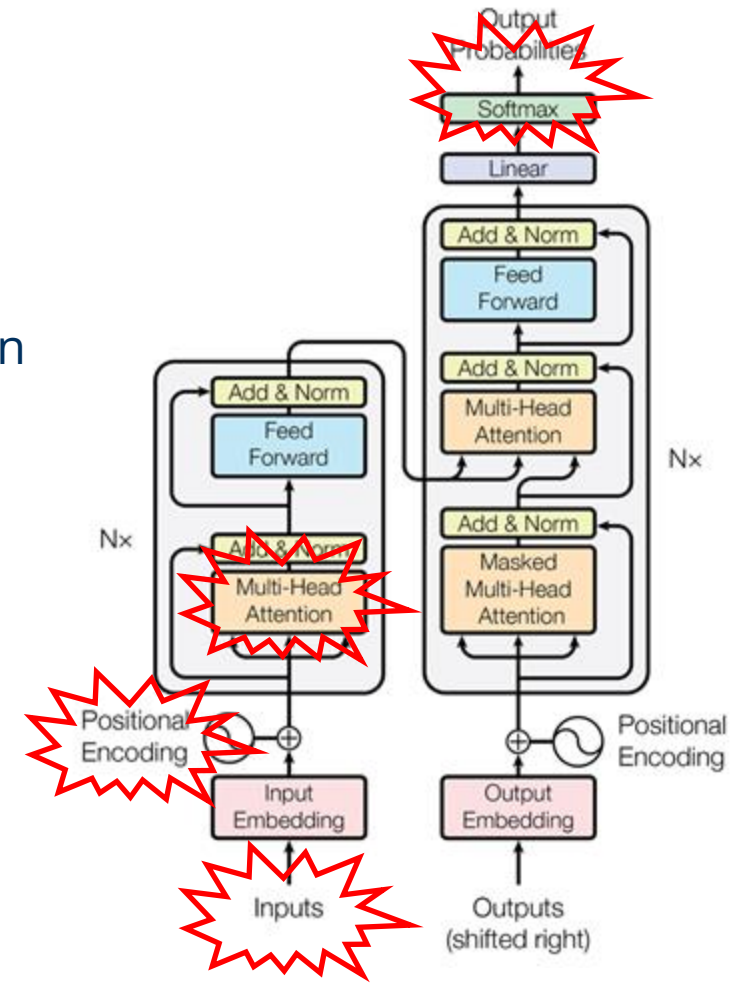 Output
Probabilities
Softmax
Linear
Add & Norm
Feed
Forward
Add & Norm
Multi-Head
Attention
Nx
Add & Norm
Masked
Multi-Head
Attention
Positional
Encoding
Output
Embedding
Outputs
(shifted right)
n
Add & Norm
Feed
Forward
Nx
Add & Norm
Multi-Head
Attention
Positional
Encoding
Input
Embedding
Inputs